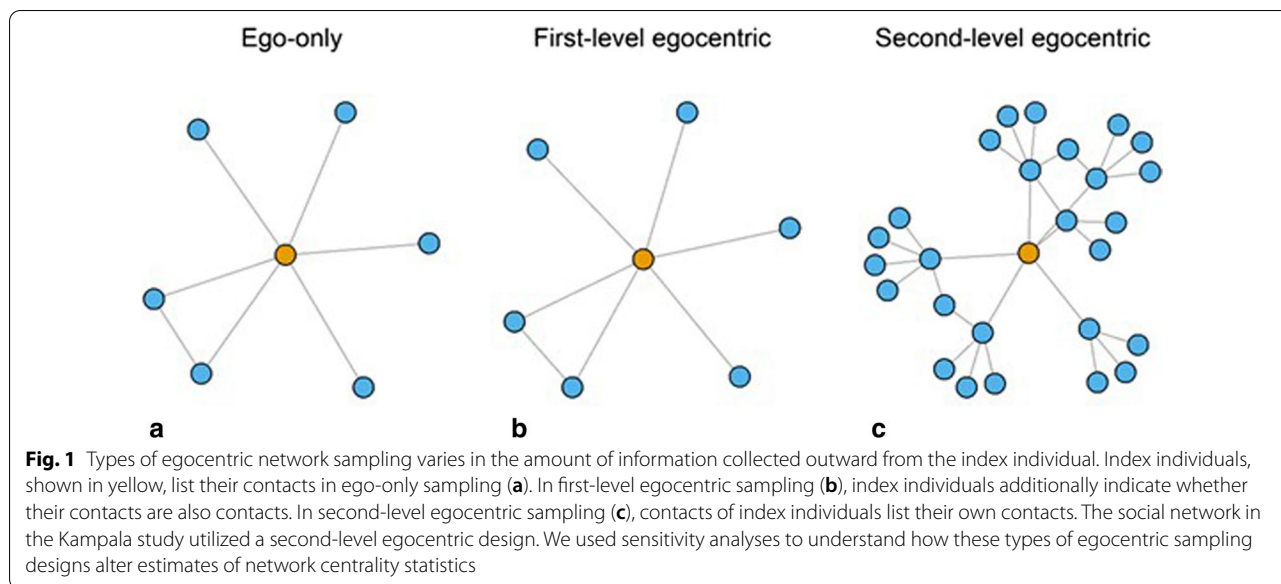 Ego-only
First-level egocentric
Second-level egocentric
a
b
c
Fig. 1 Types of egocentric network sampling varies in the amount of information collected outward from the index individual. Index individuals,
shown in yellow, list their contacts in ego-only sampling (a). In first-level egocentric sampling (b), index individuals additionally indicate whether
their contacts are also contacts. In second-level egocentric sampling (c), contacts of index individuals list their own contacts. The social network in
the Kampala study utilized a second-level egocentric design. We used sensitivity analyses to understand how these types of egocentric sampling
designs alter estimates of network centrality statistics